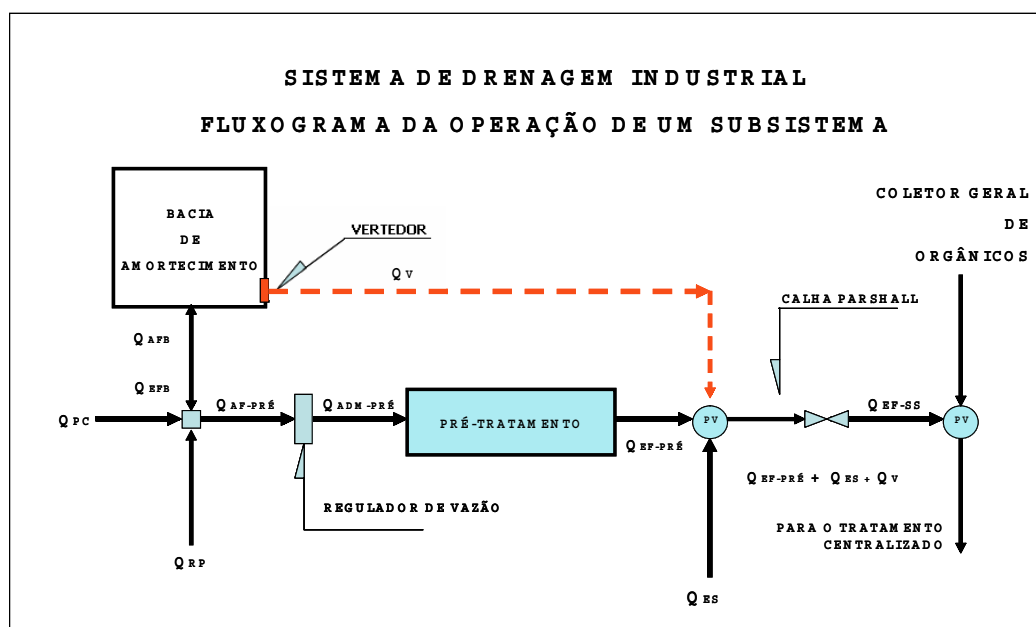 SISTEMA DE DRENAGEM INDUSTRIAL
FLUXOGRAMA DA OPERAÇÃO DE UM SUBSISTEMA
BACIA
DE
AMORTECIMENTO
VERTEDOR
QV
COLETOR GERAL
DE
ORGÂNICOS
CALHA PARSHALL
QAFB
QEFB
QPC
QAF-PRÉ
QADM-PRÉ
PRÉ-TRATAMENTO
QEF-PRÉ
PV
QEF-SS
PV
QEF-PRÉ + QES + QV
REGULADOR DE VAZÃO
PARA O TRATAMENTO
CENTRALIZADO
QRP
QES